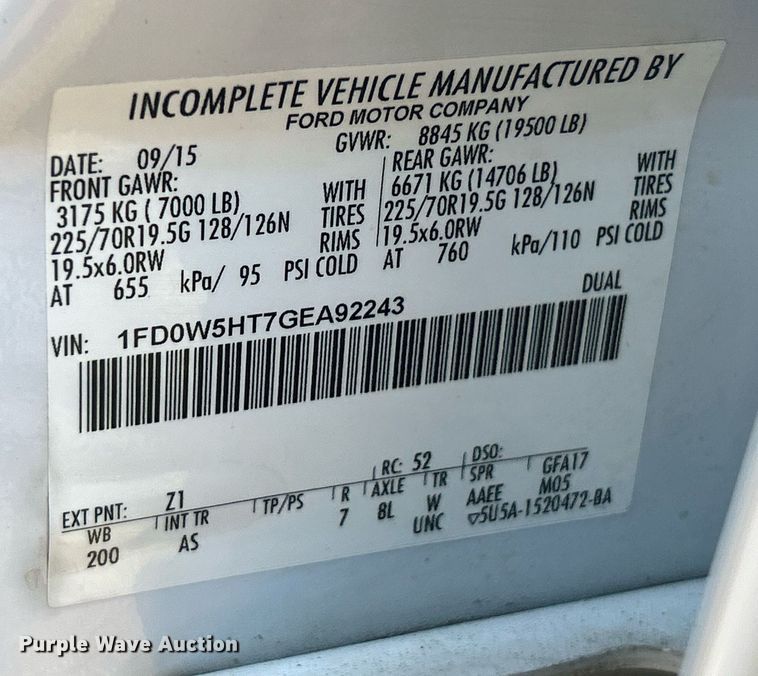 INCOMPLETE VEHICLE MANUFACTURED BY
FORD MOTOR COMPANY
DATE: 09/15 GVWR: 8845 KG (19500 LB)
FRONT GAWR: REAR GAWR:
3175 KG ( 7000 LB) WITH 6671 KG (14706 LB) WITH
225/70R19.5G 128/126N TIRES 225/70R19.5G 128/126N TIRES
19.5x6.0RW RIMS 19.5x6.0RW RIMS
AT 655 kPa/ 95 PSI COLD AT 760 kPa/110 PSI COLD
DUAL
VIN: 1FD0W5HT7GEA92243
EXT PNT: Z1 RC: 52 DSO:
WB INT TR TP/PS R AXLE TR SPR GFA17
200 AS 7 8L W AAEE M05
UNC ▽5U5A-1520472-BA
Purple Wave Auction